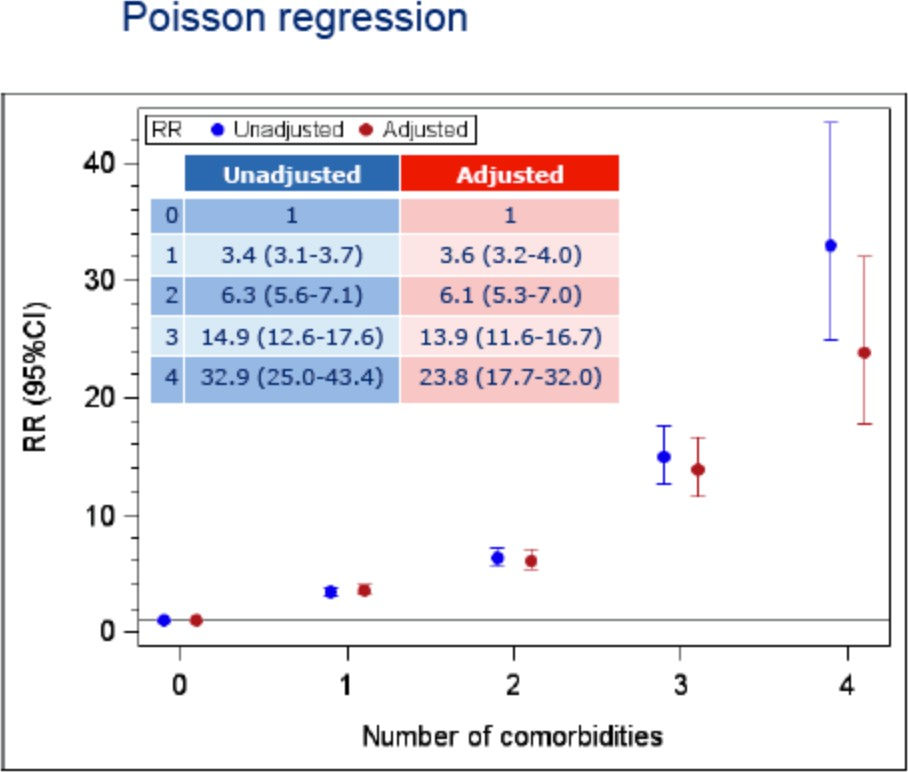 Poisson regression
RR Unadjusted Adjusted
Unadjusted Adjusted
0 1 1
1 3.4 (3.1-3.7) 3.6 (3.2-4.0)
2 6.3 (5.6-7.1) 6.1 (5.3-7.0)
3 14.9 (12.6-17.6) 13.9 (11.6-16.7)
4 32.9 (25.0-43.4) 23.8 (17.7-32.0)
RR (95%CI)
40
30
20
10
0
0 1 2 3 4
Number of comorbidities